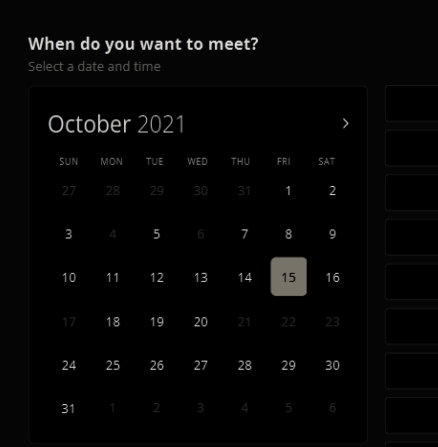 When do you want to meet?
Select a date and time
October 2021 >
SUN MON TUE WED THU FRI SAT
27 28 29 30 31 1 2
3 4 5 6 7 8 9
10 11 12 13 14 15 16
17 18 19 20 21 22 23
24 25 26 27 28 29 30
31 1 2 3 4 5 6